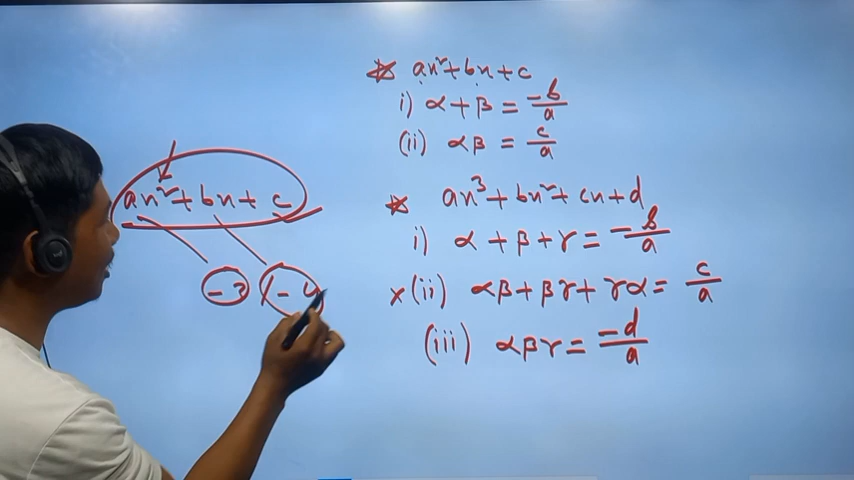 ax²+bx+c
-3 / -4
* ax²+bx+c
i) α+β = -b/a
(ii) αβ = c/a
* ax³+bx²+cx+d
i) α+β+γ = -b/a
x (ii) αβ+βγ+γα = c/a
(iii) αβγ = -d/a